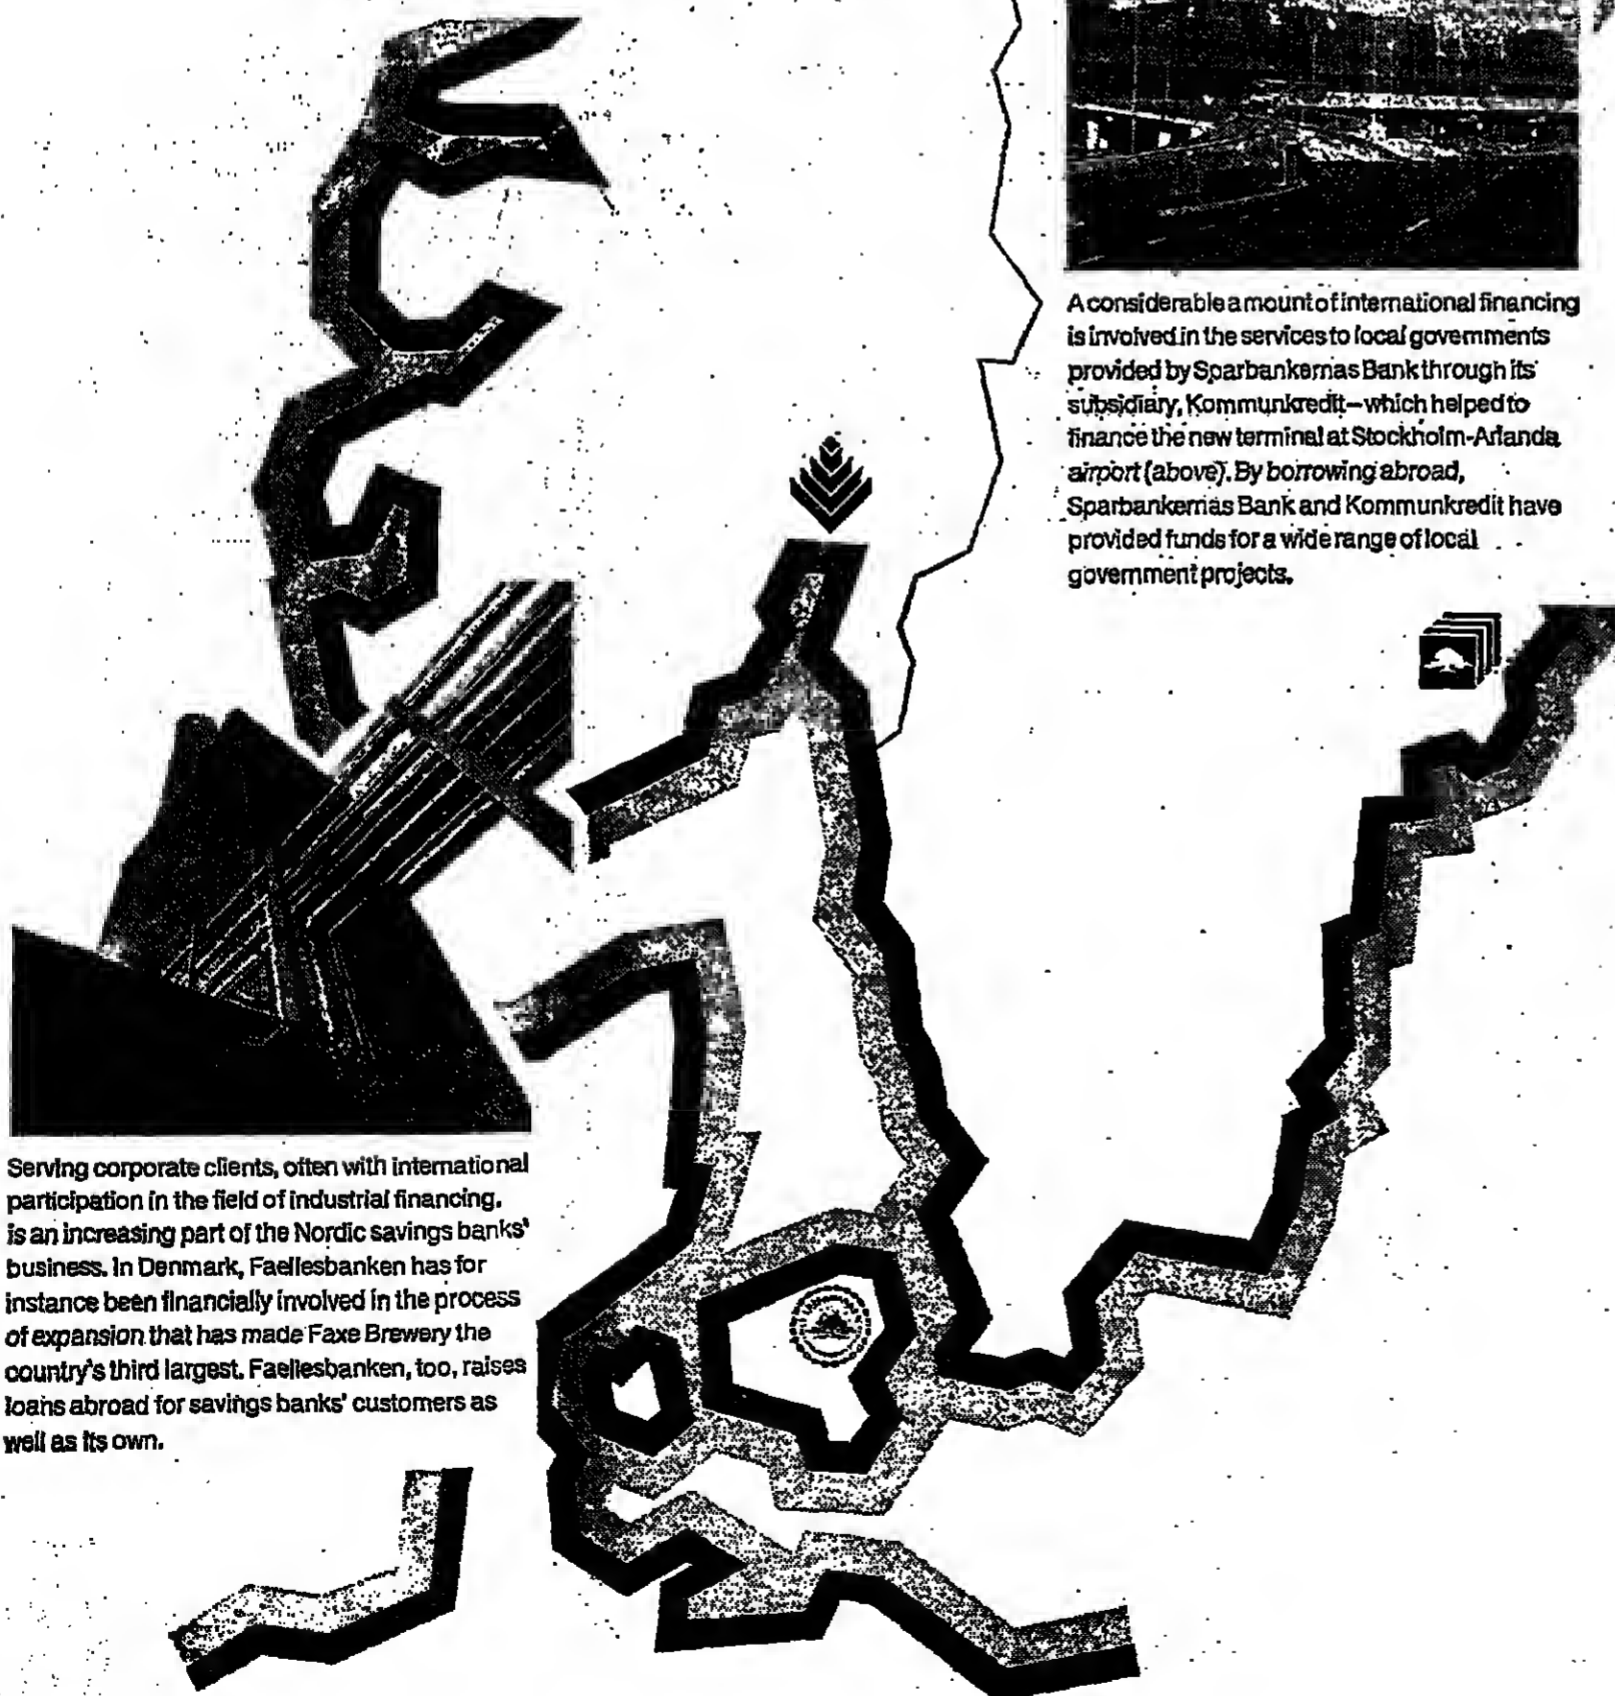 A considerable amount of international financing
is involved in the services to local governments
provided by Sparbankernas Bank through its
subsidiary, Kommunkredit—which helped to
finance the new terminal at Stockholm-Arlanda
airport (above). By borrowing abroad,
Sparbankernas Bank and Kommunkredit have
provided funds for a wide range of local
government projects.
Serving corporate clients, often with international
participation in the field of industrial financing,
is an increasing part of the Nordic savings banks'
business. In Denmark, Faellesbanken has for
instance been financially involved in the process
of expansion that has made Faxe Brewery the
country's third largest. Faellesbanken, too, raises
loans abroad for savings banks' customers as
well as its own.